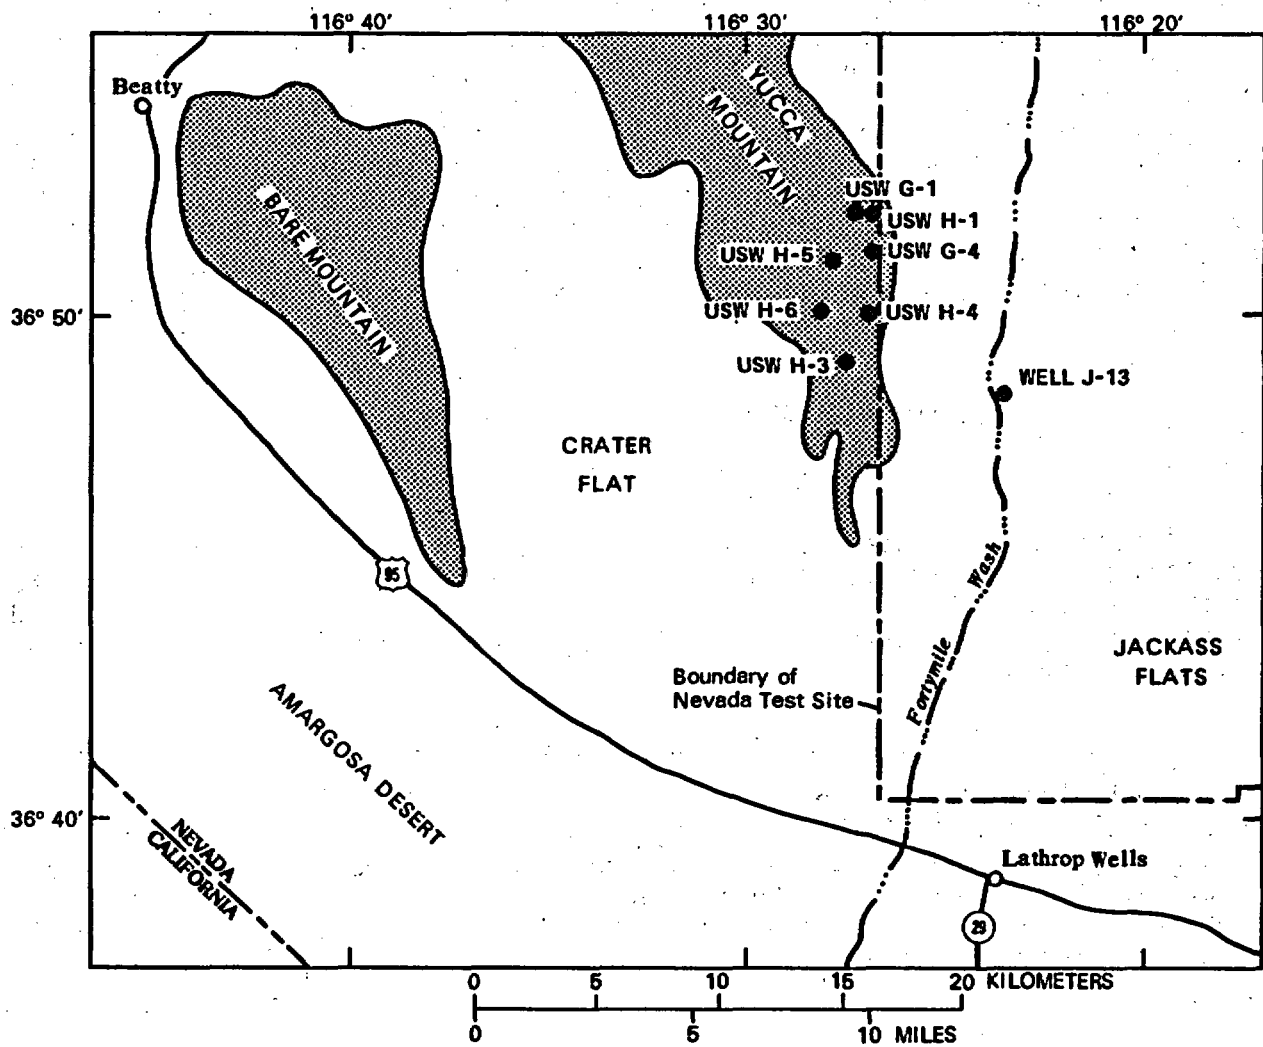 116° 40′
116° 30′
116° 20′
Beatty
YUCCA
MOUNTAIN
BARE MOUNTAIN
USW G-1
USW H-1
USW G-4
USW H-5
USW H-6
USW H-4
36° 50′
USW H-3
WELL J-13
CRATER
FLAT
95
Fortymile Wash
JACKASS
FLATS
Boundary of
Nevada Test Site
AMARGOSA DESERT
36° 40′
NEVADA
CALIFORNIA
Lathrop Wells
29
0 5 10 15 20 KILOMETERS
0 5 10 MILES